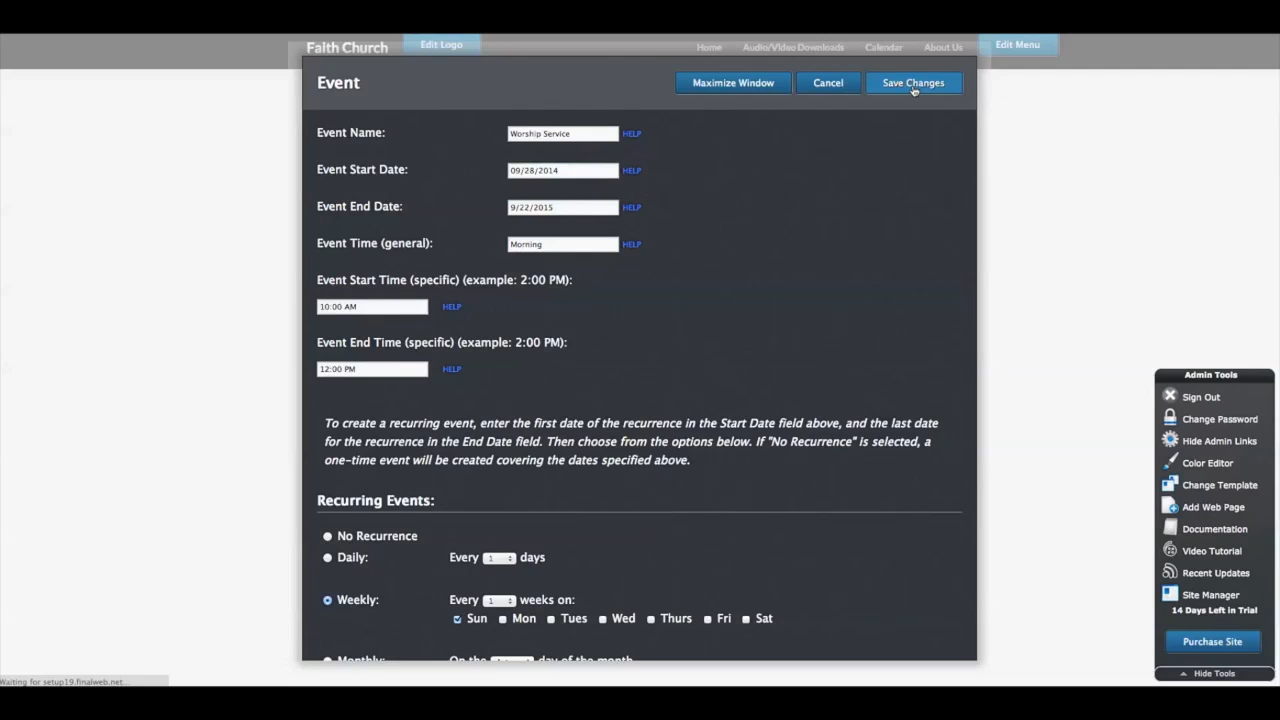 Faith Church Edit Logo Home Audio/Video Downloads Calendar About Us Edit Menu
Event Maximize Window Cancel Save Changes
Event Name: Worship Service HELP
Event Start Date: 09/28/2014 HELP
Event End Date: 9/22/2015 HELP
Event Time (general): Morning HELP
Event Start Time (specific) (example: 2:00 PM):
10:00 AM HELP
Event End Time (specific) (example: 2:00 PM):
12:00 PM HELP
To create a recurring event, enter the first date of the recurrence in the Start Date field above, and the last date
for the recurrence in the End Date field. Then choose from the options below. If "No Recurrence" is selected, a
one-time event will be created covering the dates specified above.
Recurring Events:
No Recurrence
Daily: Every 1 days
Weekly: Every 1 weeks on:
Sun Mon Tues Wed Thurs Fri Sat
Monthly: On the day of the month
Admin Tools
Sign Out
Change Password
Hide Admin Links
Color Editor
Change Template
Add Web Page
Documentation
Video Tutorial
Recent Updates
Site Manager
14 Days Left in Trial
Purchase Site
Hide Tools
Waiting for setup19.finalweb.net...